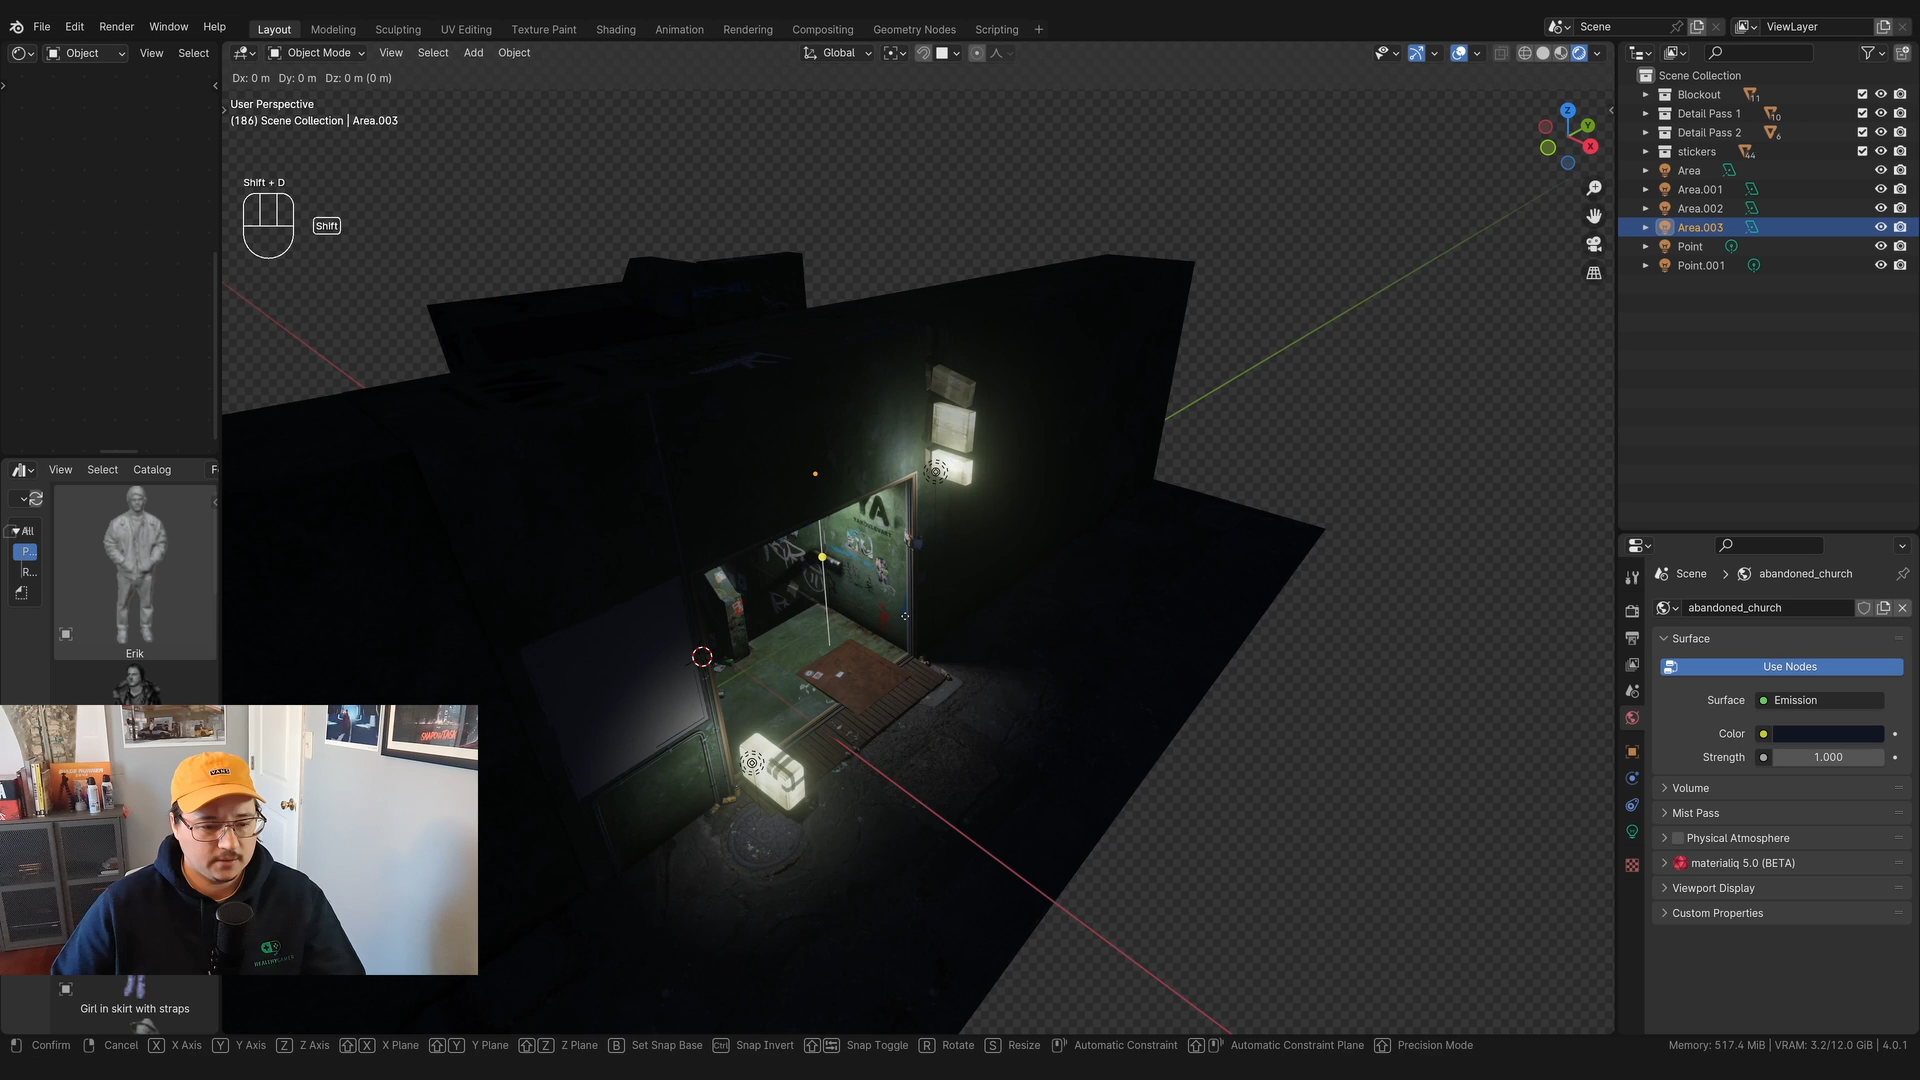 File Edit Render Window Help
Layout Modeling Sculpting UV Editing Texture Paint Shading Animation Rendering Compositing Geometry Nodes Scripting +
Scene
ViewLayer
Object View Select
Object Mode View Select Add Object
Global
Dx: 0 m Dy: 0 m Dz: 0 m (0 m)
User Perspective
(186) Scene Collection | Area.003
Shift + D
Shift
Z
Y
X
YA
Scene Collection
Blockout 11
Detail Pass 1 10
Detail Pass 2 6
stickers 44
Area
Area.001
Area.002
Area.003
Point
Point.001
View Select Catalog F
All
P...
R...
Erik
Girl in skirt with straps
VANS
Scene > abandoned_church
abandoned_church
Surface
Use Nodes
Surface Emission
Color
Strength 1.000
Volume
Mist Pass
Physical Atmosphere
materialiq 5.0 (BETA)
Viewport Display
Custom Properties
Confirm Cancel X X Axis Y Y Axis Z Z Axis X X Plane Y Y Plane Z Z Plane B Set Snap Base Ctrl Snap Invert Snap Toggle R Rotate S Resize Automatic Constraint Automatic Constraint Plane Precision Mode
Memory: 517.4 MiB | VRAM: 3.2/12.0 GiB | 4.0.1